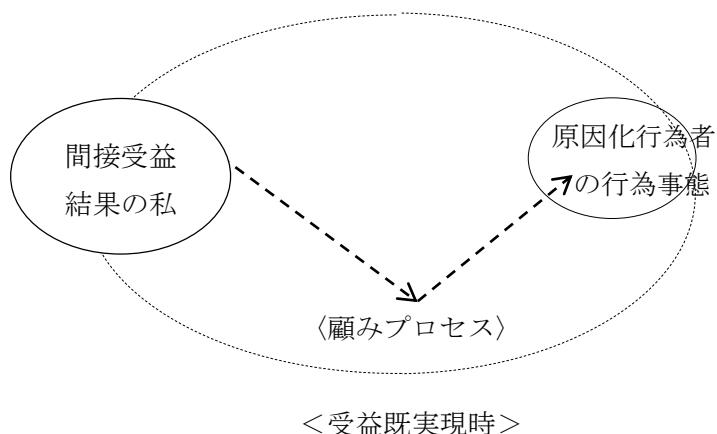 間接受益
結果の私
原因化行為者
の行為事態
〈顧みプロセス〉
＜受益既実現時＞